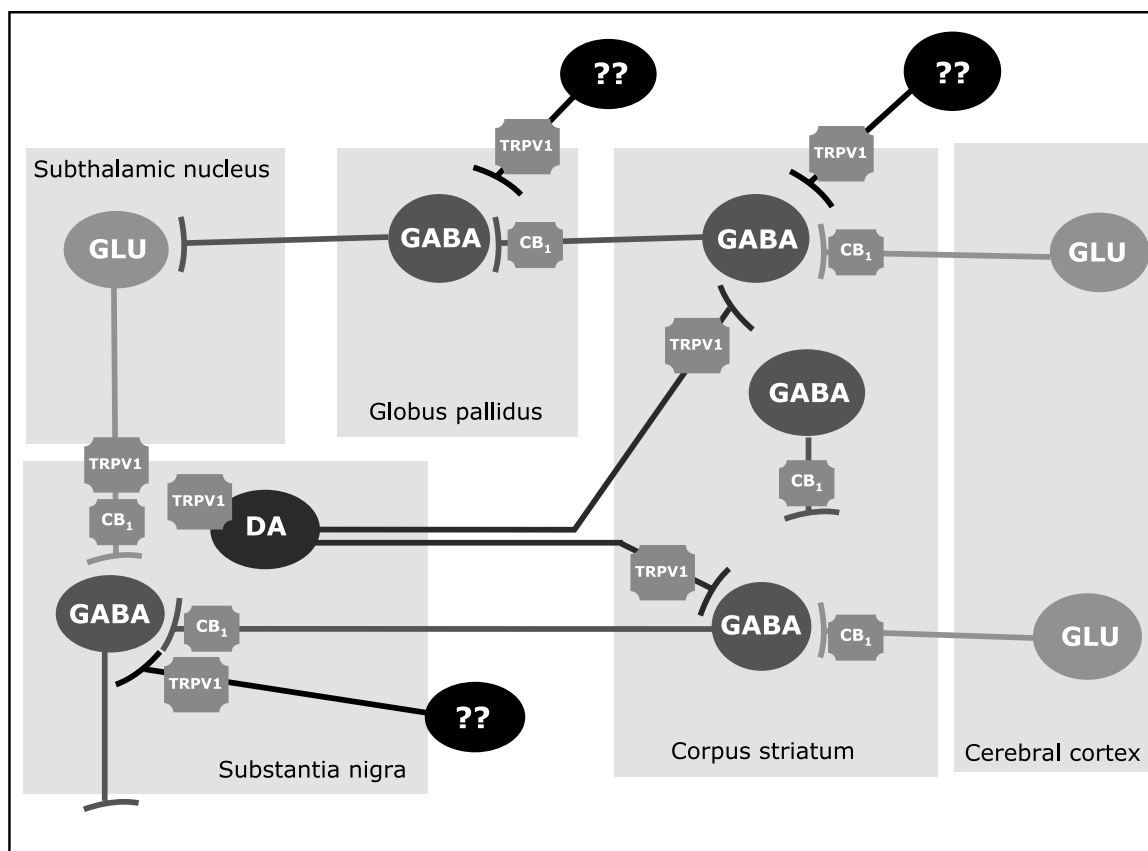 ??
??
TRPV1
TRPV1
Subthalamic nucleus
GLU
GABA
CB1
GABA
CB1
GLU
TRPV1
GABA
Globus pallidus
TRPV1
CB1
TRPV1
CB1
DA
TRPV1
GABA
CB1
GABA
CB1
GLU
TRPV1
??
Corpus striatum
Cerebral cortex
Substantia nigra